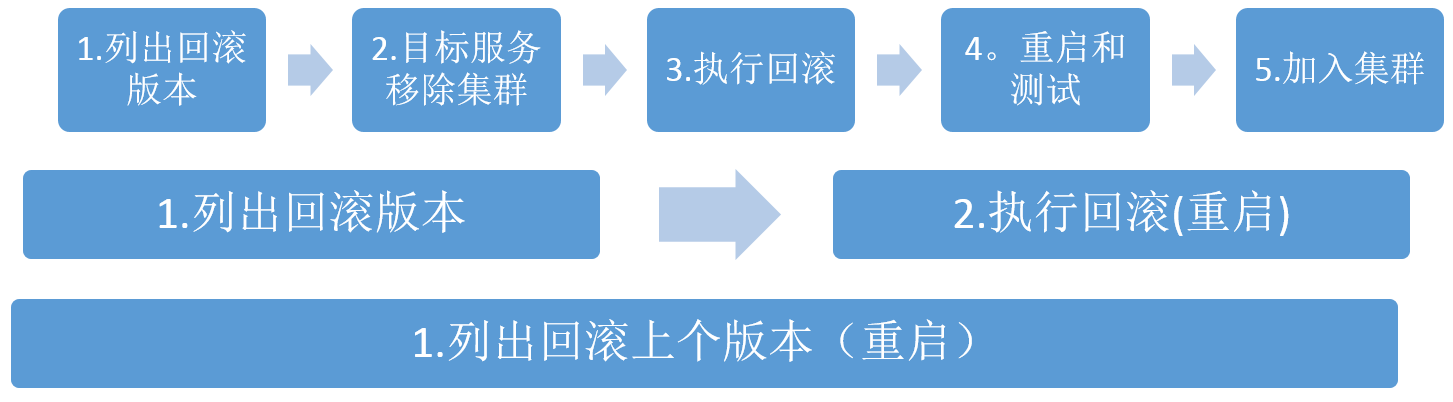 1.列出回滚
版本
2.目标服务
移除集群
3.执行回滚
4。重启和
测试
5.加入集群
1.列出回滚版本
2.执行回滚(重启)
1.列出回滚上个版本（重启）